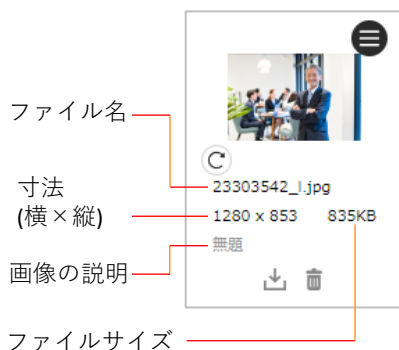 ファイル名
23303542_l.jpg
寸法
(横×縦)
1280 x 853 835KB
無題
画像の説明
ファイルサイズ